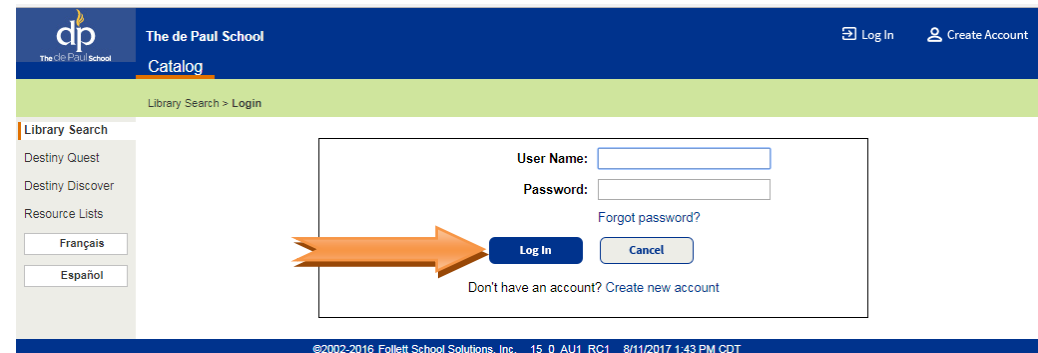 dp
The de Paul School
The de Paul School
Log In
Create Account
Catalog
Library Search > Login
Library Search
Destiny Quest
Destiny Discover
Resource Lists
Français
Español
User Name:
Password:
Forgot password?
Log In
Cancel
Don't have an account? Create new account
©2002-2016 Follett School Solutions, Inc. 15_0_AU1_RC1 8/11/2017 1:43 PM CDT